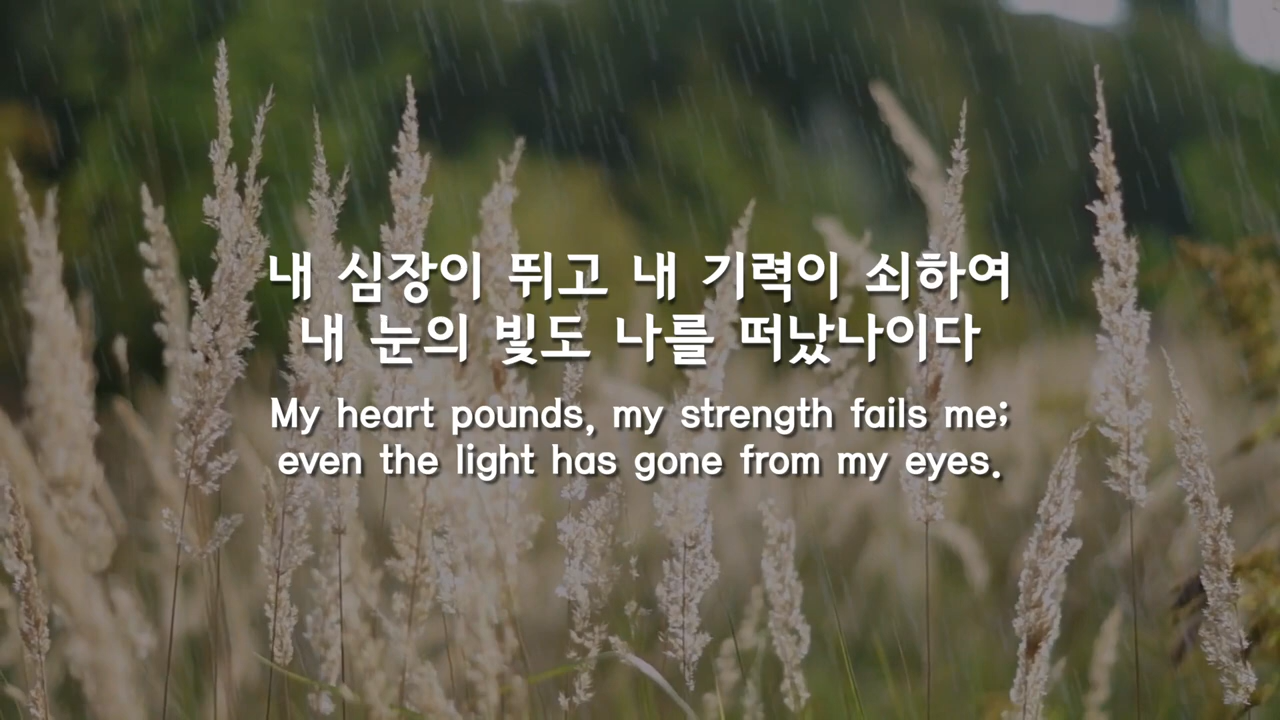 내 심장이 뛰고 내 기력이 쇠하여
내 눈의 빛도 나를 떠났나이다
My heart pounds, my strength fails me;
even the light has gone from my eyes.